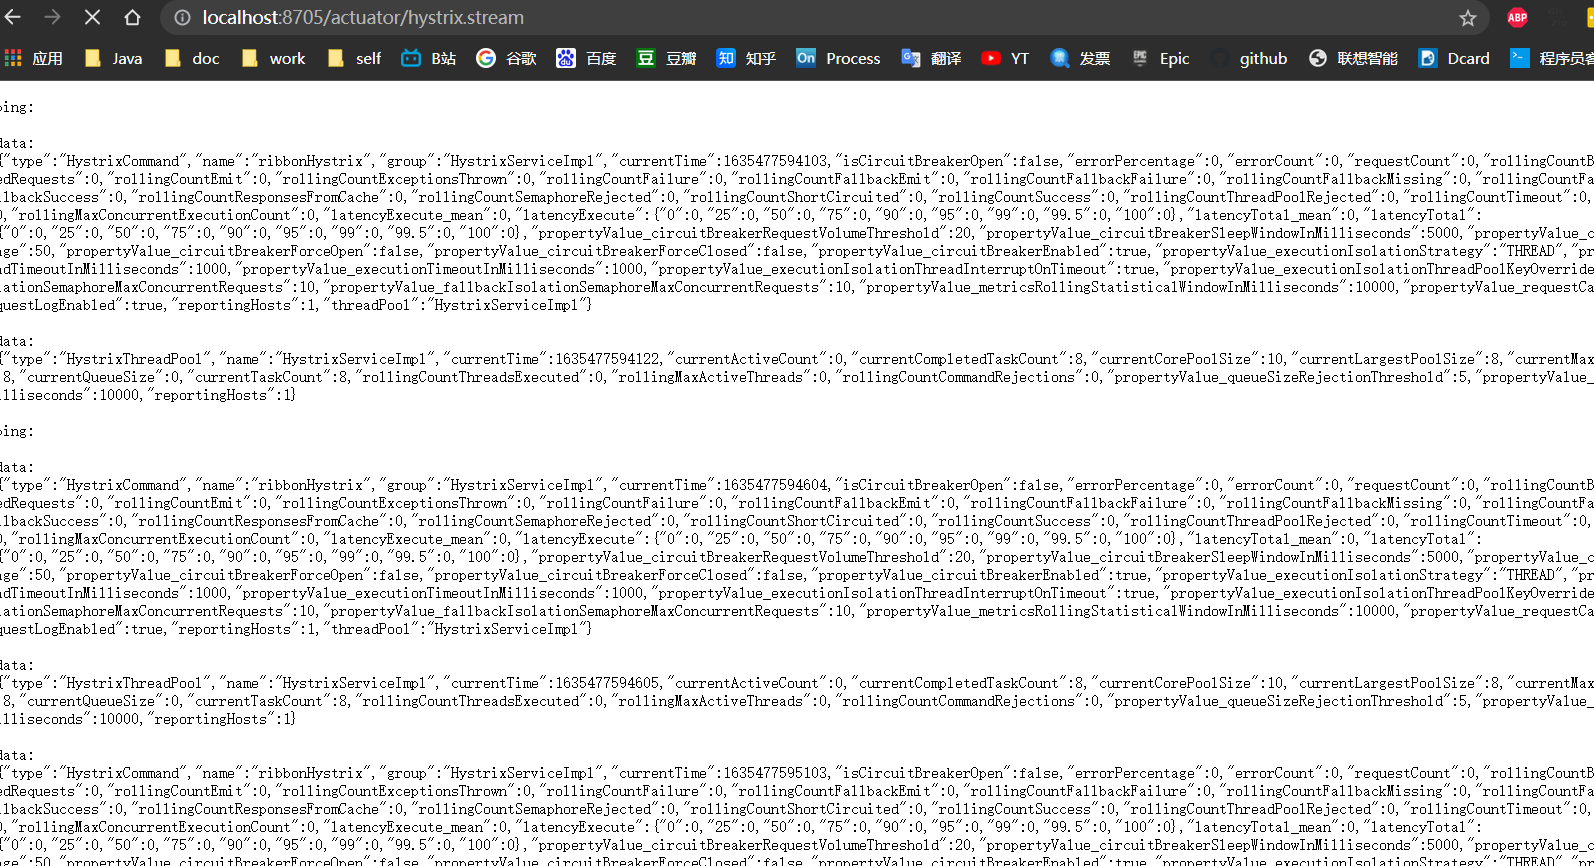 localhost:8705/actuator/hystrix.stream
ABP
应用 Java doc work self B站 谷歌 百度 豆 豆瓣 知 知乎 On Process 翻译 YT 发票 EPIC Epic github 联想智能 Dcard 程序员客
ping:
data:
{"type":"HystrixCommand","name":"ribbonHystrix","group":"HystrixServiceImpl","currentTime":1635477594103,"isCircuitBreakerOpen":false,"errorPercentage":0,"errorCount":0,"requestCount":0,"rollingCountB
edRequests":0,"rollingCountEmit":0,"rollingCountExceptionsThrown":0,"rollingCountFailure":0,"rollingCountFallbackEmit":0,"rollingCountFallbackFailure":0,"rollingCountFallbackMissing":0,"rollingCountFa
llbackSuccess":0,"rollingCountResponsesFromCache":0,"rollingCountSemaphoreRejected":0,"rollingCountShortCircuited":0,"rollingCountSuccess":0,"rollingCountThreadPoolRejected":0,"rollingCountTimeout":0,
0,"rollingMaxConcurrentExecutionCount":0,"latencyExecute_mean":0,"latencyExecute":{"0":0,"25":0,"50":0,"75":0,"90":0,"95":0,"99":0,"99.5":0,"100":0},"latencyTotal_mean":0,"latencyTotal":
{"0":0,"25":0,"50":0,"75":0,"90":0,"95":0,"99":0,"99.5":0,"100":0},"propertyValue_circuitBreakerRequestVolumeThreshold":20,"propertyValue_circuitBreakerSleepWindowInMilliseconds":5000,"propertyValue_c
age":50,"propertyValue_circuitBreakerForceOpen":false,"propertyValue_circuitBreakerForceClosed":false,"propertyValue_circuitBreakerEnabled":true,"propertyValue_executionIsolationStrategy":"THREAD","pr
adTimeoutInMilliseconds":1000,"propertyValue_executionTimeoutInMilliseconds":1000,"propertyValue_executionIsolationThreadInterruptOnTimeout":true,"propertyValue_executionIsolationThreadPoolKeyOverride
lationSemaphoreMaxConcurrentRequests":10,"propertyValue_fallbackIsolationSemaphoreMaxConcurrentRequests":10,"propertyValue_metricsRollingStatisticalWindowInMilliseconds":10000,"propertyValue_requestCa
questLogEnabled":true,"reportingHosts":1,"threadPool":"HystrixServiceImpl"}
data:
{"type":"HystrixThreadPool","name":"HystrixServiceImpl","currentTime":1635477594122,"currentActiveCount":0,"currentCompletedTaskCount":8,"currentCorePoolSize":10,"currentLargestPoolSize":8,"currentMax
8,"currentQueueSize":0,"currentTaskCount":8,"rollingCountThreadsExecuted":0,"rollingMaxActiveThreads":0,"rollingCountCommandRejections":0,"propertyValue_queueSizeRejectionThreshold":5,"propertyValue_
illiseconds":10000,"reportingHosts":1}
ping:
data:
{"type":"HystrixCommand","name":"ribbonHystrix","group":"HystrixServiceImpl","currentTime":1635477594604,"isCircuitBreakerOpen":false,"errorPercentage":0,"errorCount":0,"requestCount":0,"rollingCountB
edRequests":0,"rollingCountEmit":0,"rollingCountExceptionsThrown":0,"rollingCountFailure":0,"rollingCountFallbackEmit":0,"rollingCountFallbackFailure":0,"rollingCountFallbackMissing":0,"rollingCountFa
llbackSuccess":0,"rollingCountResponsesFromCache":0,"rollingCountSemaphoreRejected":0,"rollingCountShortCircuited":0,"rollingCountSuccess":0,"rollingCountThreadPoolRejected":0,"rollingCountTimeout":0,
0,"rollingMaxConcurrentExecutionCount":0,"latencyExecute_mean":0,"latencyExecute":{"0":0,"25":0,"50":0,"75":0,"90":0,"95":0,"99":0,"99.5":0,"100":0},"latencyTotal_mean":0,"latencyTotal":
{"0":0,"25":0,"50":0,"75":0,"90":0,"95":0,"99":0,"99.5":0,"100":0},"propertyValue_circuitBreakerRequestVolumeThreshold":20,"propertyValue_circuitBreakerSleepWindowInMilliseconds":5000,"propertyValue_c
age":50,"propertyValue_circuitBreakerForceOpen":false,"propertyValue_circuitBreakerForceClosed":false,"propertyValue_circuitBreakerEnabled":true,"propertyValue_executionIsolationStrategy":"THREAD","pr
adTimeoutInMilliseconds":1000,"propertyValue_executionTimeoutInMilliseconds":1000,"propertyValue_executionIsolationThreadInterruptOnTimeout":true,"propertyValue_executionIsolationThreadPoolKeyOverride
lationSemaphoreMaxConcurrentRequests":10,"propertyValue_fallbackIsolationSemaphoreMaxConcurrentRequests":10,"propertyValue_metricsRollingStatisticalWindowInMilliseconds":10000,"propertyValue_requestCa
questLogEnabled":true,"reportingHosts":1,"threadPool":"HystrixServiceImpl"}
data:
{"type":"HystrixThreadPool","name":"HystrixServiceImpl","currentTime":1635477594605,"currentActiveCount":0,"currentCompletedTaskCount":8,"currentCorePoolSize":10,"currentLargestPoolSize":8,"currentMax
8,"currentQueueSize":0,"currentTaskCount":8,"rollingCountThreadsExecuted":0,"rollingMaxActiveThreads":0,"rollingCountCommandRejections":0,"propertyValue_queueSizeRejectionThreshold":5,"propertyValue_
illiseconds":10000,"reportingHosts":1}
data:
{"type":"HystrixCommand","name":"ribbonHystrix","group":"HystrixServiceImpl","currentTime":1635477595103,"isCircuitBreakerOpen":false,"errorPercentage":0,"errorCount":0,"requestCount":0,"rollingCountB
edRequests":0,"rollingCountEmit":0,"rollingCountExceptionsThrown":0,"rollingCountFailure":0,"rollingCountFallbackEmit":0,"rollingCountFallbackFailure":0,"rollingCountFallbackMissing":0,"rollingCountFa
llbackSuccess":0,"rollingCountResponsesFromCache":0,"rollingCountSemaphoreRejected":0,"rollingCountShortCircuited":0,"rollingCountSuccess":0,"rollingCountThreadPoolRejected":0,"rollingCountTimeout":0,
0,"rollingMaxConcurrentExecutionCount":0,"latencyExecute_mean":0,"latencyExecute":{"0":0,"25":0,"50":0,"75":0,"90":0,"95":0,"99":0,"99.5":0,"100":0},"latencyTotal_mean":0,"latencyTotal":
{"0":0,"25":0,"50":0,"75":0,"90":0,"95":0,"99":0,"99.5":0,"100":0},"propertyValue_circuitBreakerRequestVolumeThreshold":20,"propertyValue_circuitBreakerSleepWindowInMilliseconds":5000,"propertyValue_c
age":50,"propertyValue_circuitBreakerForceOpen":false,"propertyValue_circuitBreakerForceClosed":false,"propertyValue_circuitBreakerEnabled":true,"propertyValue_executionIsolationStrategy":"THREAD","pr